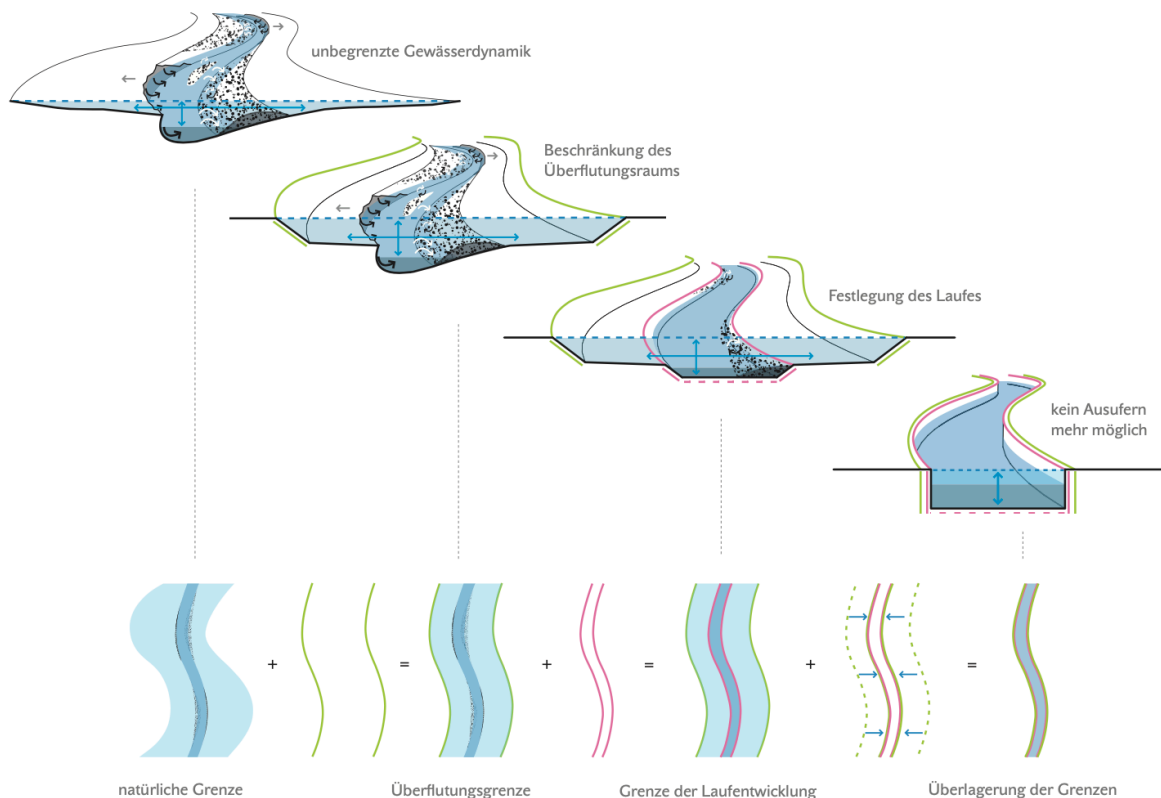 unbegrenzte Gewässerdynamik
Beschränkung des
Überflutungsraums
Festlegung des Laufes
kein Ausufern
mehr möglich
+ = + = + =
natürliche Grenze
Überflutungsgrenze
Grenze der Laufentwicklung
Überlagerung der Grenzen